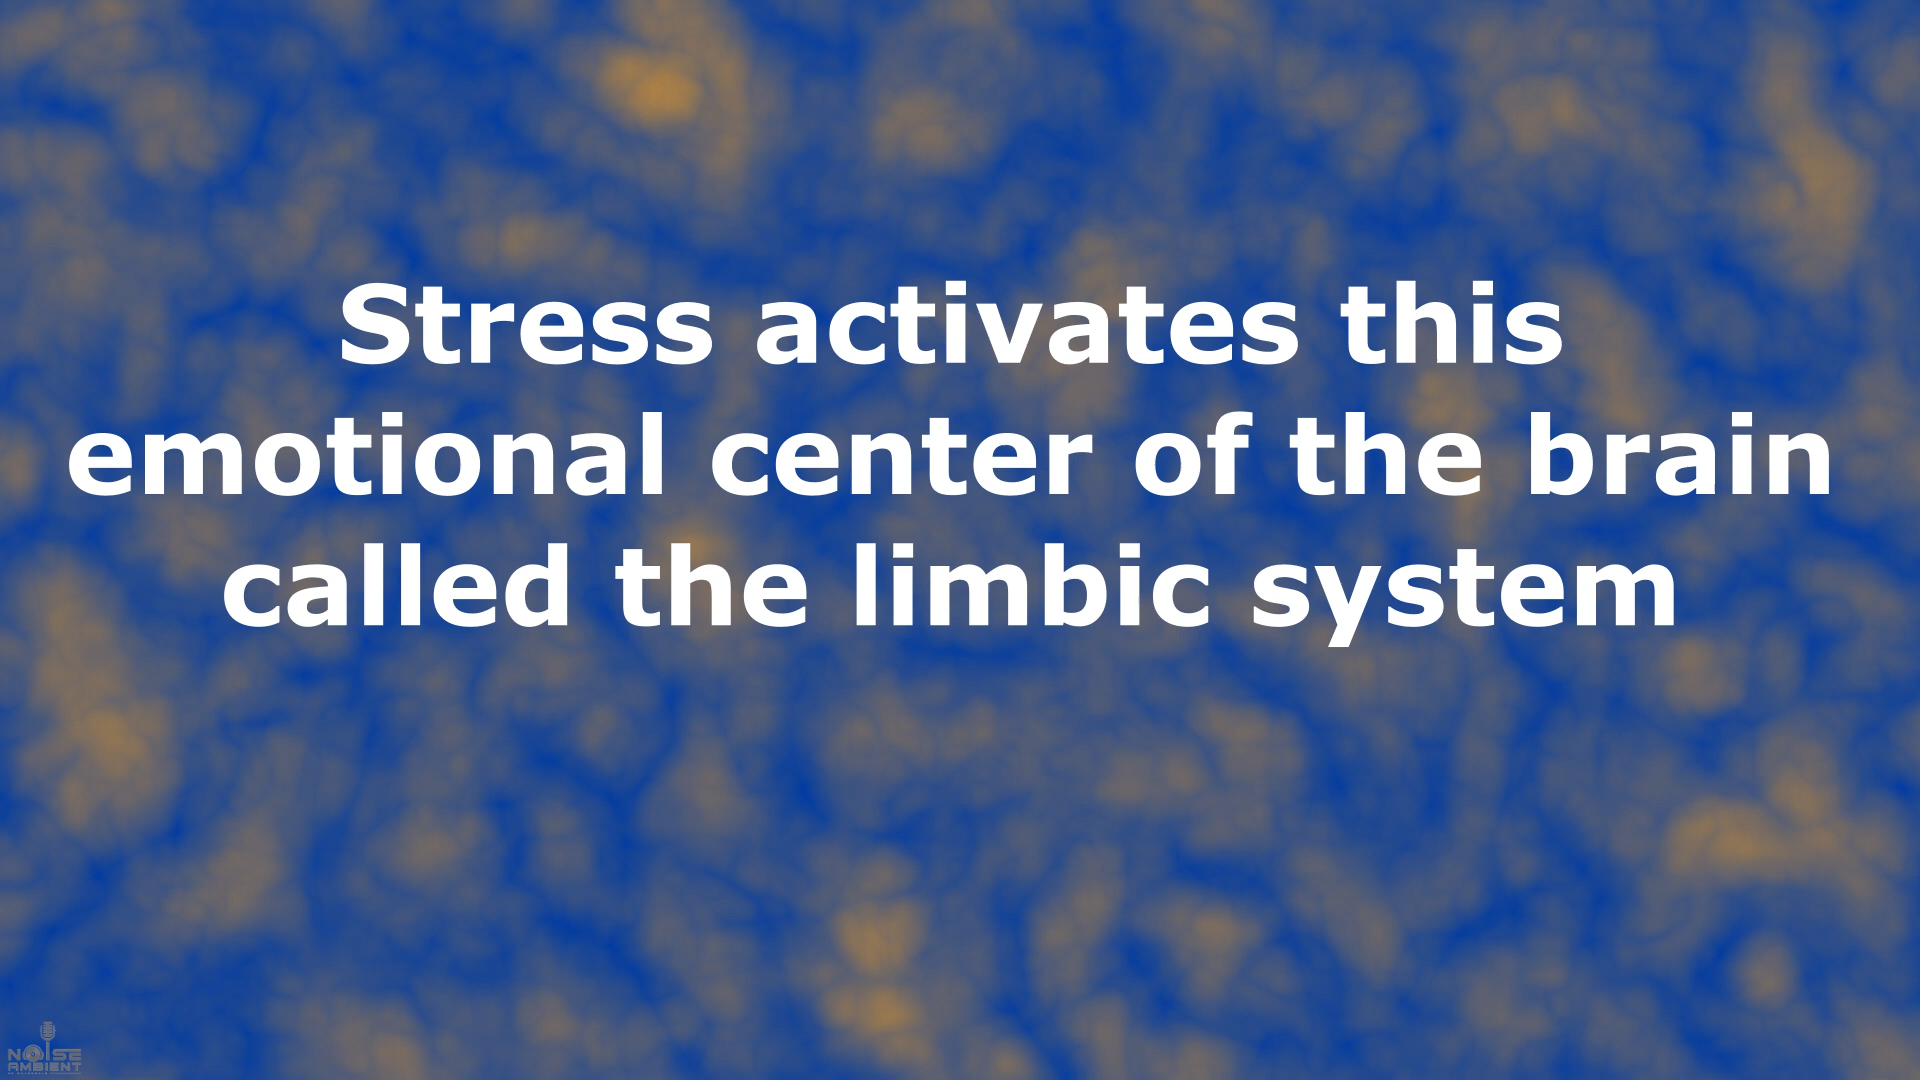 Stress activates this
emotional center of the brain
called the limbic system
NOISE
AMBIENT